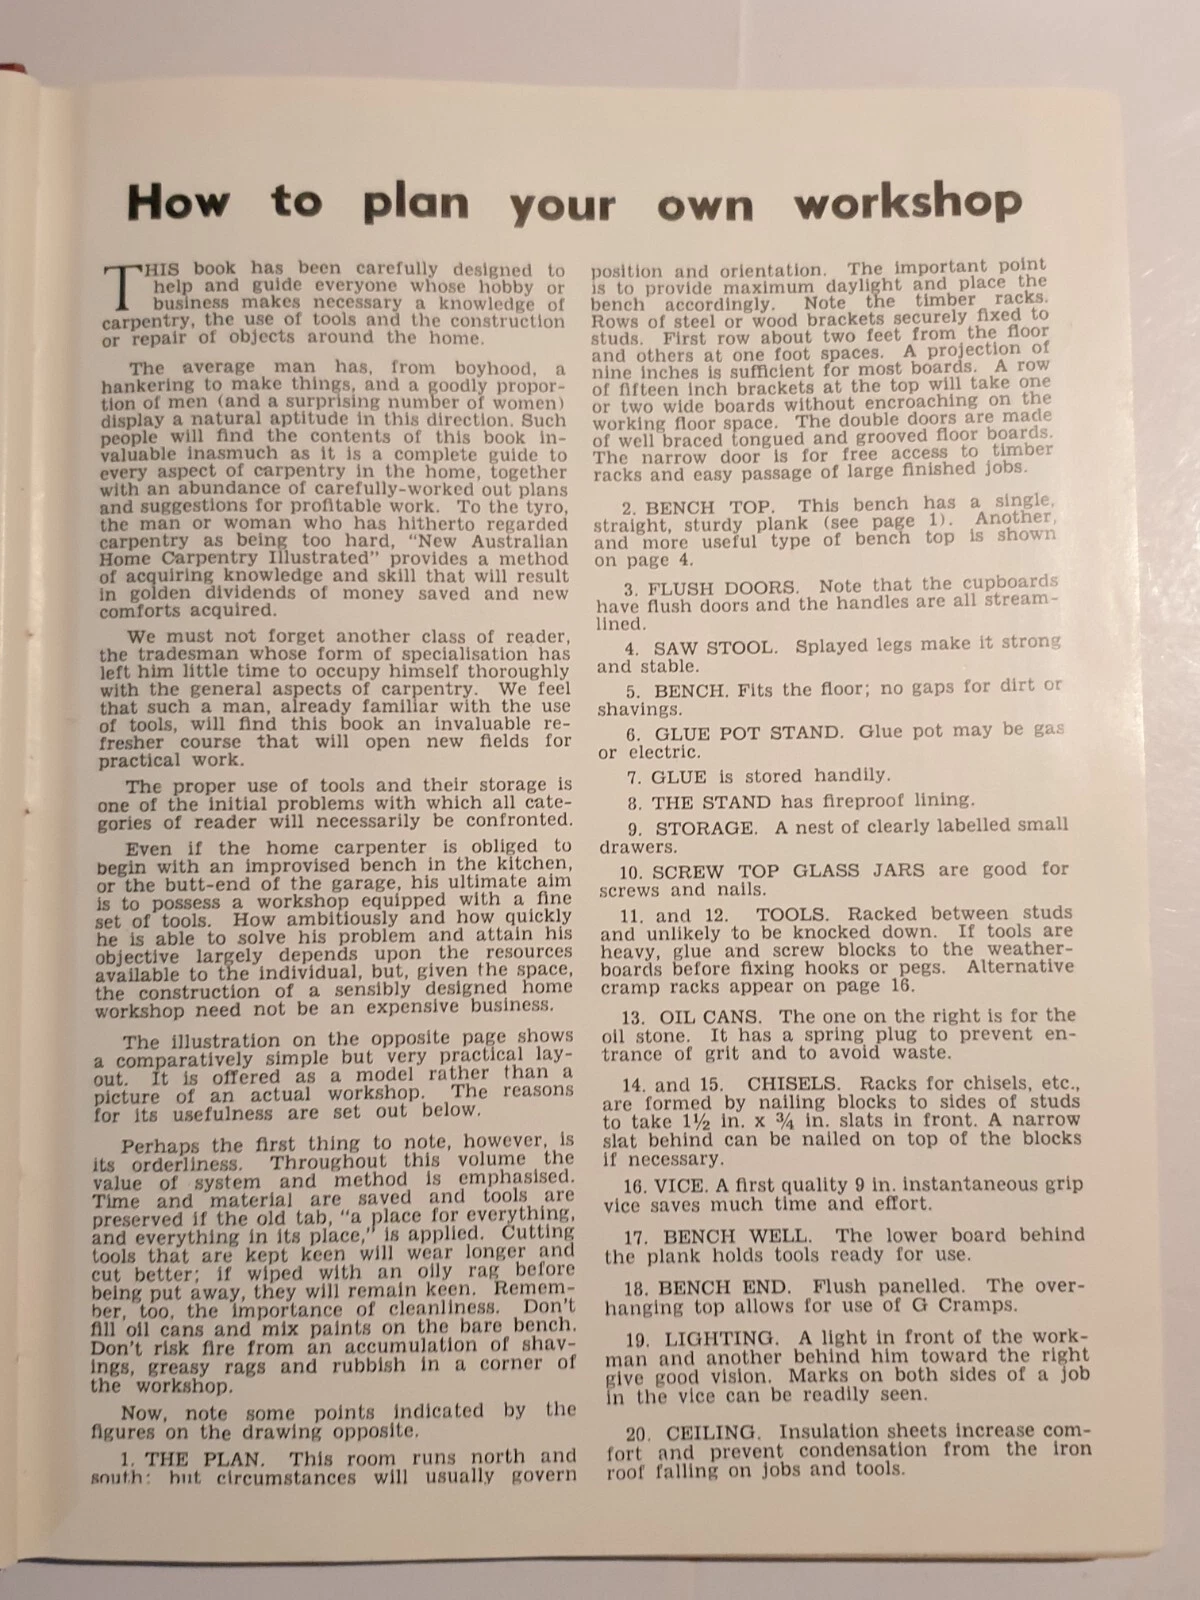 How to plan your own workshop
THIS book has been carefully designed to
help and guide everyone whose hobby or
business makes necessary a knowledge of
carpentry, the use of tools and the construction
or repair of objects around the home.
The average man has, from boyhood, a
hankering to make things, and a goodly propor-
tion of men (and a surprising number of women)
display a natural aptitude in this direction. Such
people will find the contents of this book in-
valuable inasmuch as it is a complete guide to
every aspect of carpentry in the home, together
with an abundance of carefully-worked out plans
and suggestions for profitable work. To the tyro,
the man or woman who has hitherto regarded
carpentry as being too hard, "New Australian
Home Carpentry Illustrated" provides a method
of acquiring knowledge and skill that will result
in golden dividends of money saved and new
comforts acquired.
We must not forget another class of reader,
the tradesman whose form of specialisation has
left him little time to occupy himself thoroughly
with the general aspects of carpentry. We feel
that such a man, already familiar with the use
of tools, will find this book an invaluable re-
fresher course that will open new fields for
practical work.
The proper use of tools and their storage is
one of the initial problems with which all cate-
gories of reader will necessarily be confronted.
Even if the home carpenter is obliged to
begin with an improvised bench in the kitchen,
or the butt-end of the garage, his ultimate aim
is to possess a workshop equipped with a fine
set of tools. How ambitiously and how quickly
he is able to solve his problem and attain his
objective largely depends upon the resources
available to the individual, but, given the space,
the construction of a sensibly designed home
workshop need not be an expensive business.
The illustration on the opposite page shows
a comparatively simple but very practical lay-
out. It is offered as a model rather than a
picture of an actual workshop. The reasons
for its usefulness are set out below.
Perhaps the first thing to note, however, is
its orderliness. Throughout this volume the
value of system and method is emphasised.
Time and material are saved and tools are
preserved if the old tab, "a place for everything,
and everything in its place," is applied. Cutting
tools that are kept keen will wear longer and
cut better; if wiped with an oily rag before
being put away, they will remain keen. Remem-
ber, too, the importance of cleanliness. Don't
fill oil cans and mix paints on the bare bench.
Don't risk fire from an accumulation of shav-
ings, greasy rags and rubbish in a corner of
the workshop.
Now, note some points indicated by the
figures on the drawing opposite.
1. THE PLAN. This room runs north and
south: but circumstances will usually govern
position and orientation. The important point
is to provide maximum daylight and place the
bench accordingly. Note the timber racks.
Rows of steel or wood brackets securely fixed to
studs. First row about two feet from the floor
and others at one foot spaces. A projection of
nine inches is sufficient for most boards. A row
of fifteen inch brackets at the top will take one
or two wide boards without encroaching on the
working floor space. The double doors are made
of well braced tongued and grooved floor boards.
The narrow door is for free access to timber
racks and easy passage of large finished jobs.
2. BENCH TOP. This bench has a single,
straight, sturdy plank (see page 1). Another,
and more useful type of bench top is shown
on page 4.
3. FLUSH DOORS. Note that the cupboards
have flush doors and the handles are all stream-
lined.
4. SAW STOOL. Splayed legs make it strong
and stable.
5. BENCH. Fits the floor; no gaps for dirt or
shavings.
6. GLUE POT STAND. Glue pot may be gas
or electric.
7. GLUE is stored handily.
8. THE STAND has fireproof lining.
9. STORAGE. A nest of clearly labelled small
drawers.
10. SCREW TOP GLASS JARS are good for
screws and nails.
11. and 12. TOOLS. Racked between studs
and unlikely to be knocked down. If tools are
heavy, glue and screw blocks to the weather-
boards before fixing hooks or pegs. Alternative
cramp racks appear on page 16.
13. OIL CANS. The one on the right is for the
oil stone. It has a spring plug to prevent en-
trance of grit and to avoid waste.
14. and 15. CHISELS. Racks for chisels, etc.,
are formed by nailing blocks to sides of studs
to take 1½ in. x ¾ in. slats in front. A narrow
slat behind can be nailed on top of the blocks
if necessary.
16. VICE. A first quality 9 in. instantaneous grip
vice saves much time and effort.
17. BENCH WELL. The lower board behind
the plank holds tools ready for use.
18. BENCH END. Flush panelled. The over-
hanging top allows for use of G Cramps.
19. LIGHTING. A light in front of the work-
man and another behind him toward the right
give good vision. Marks on both sides of a job
in the vice can be readily seen.
20. CEILING. Insulation sheets increase com-
fort and prevent condensation from the iron
roof falling on jobs and tools.